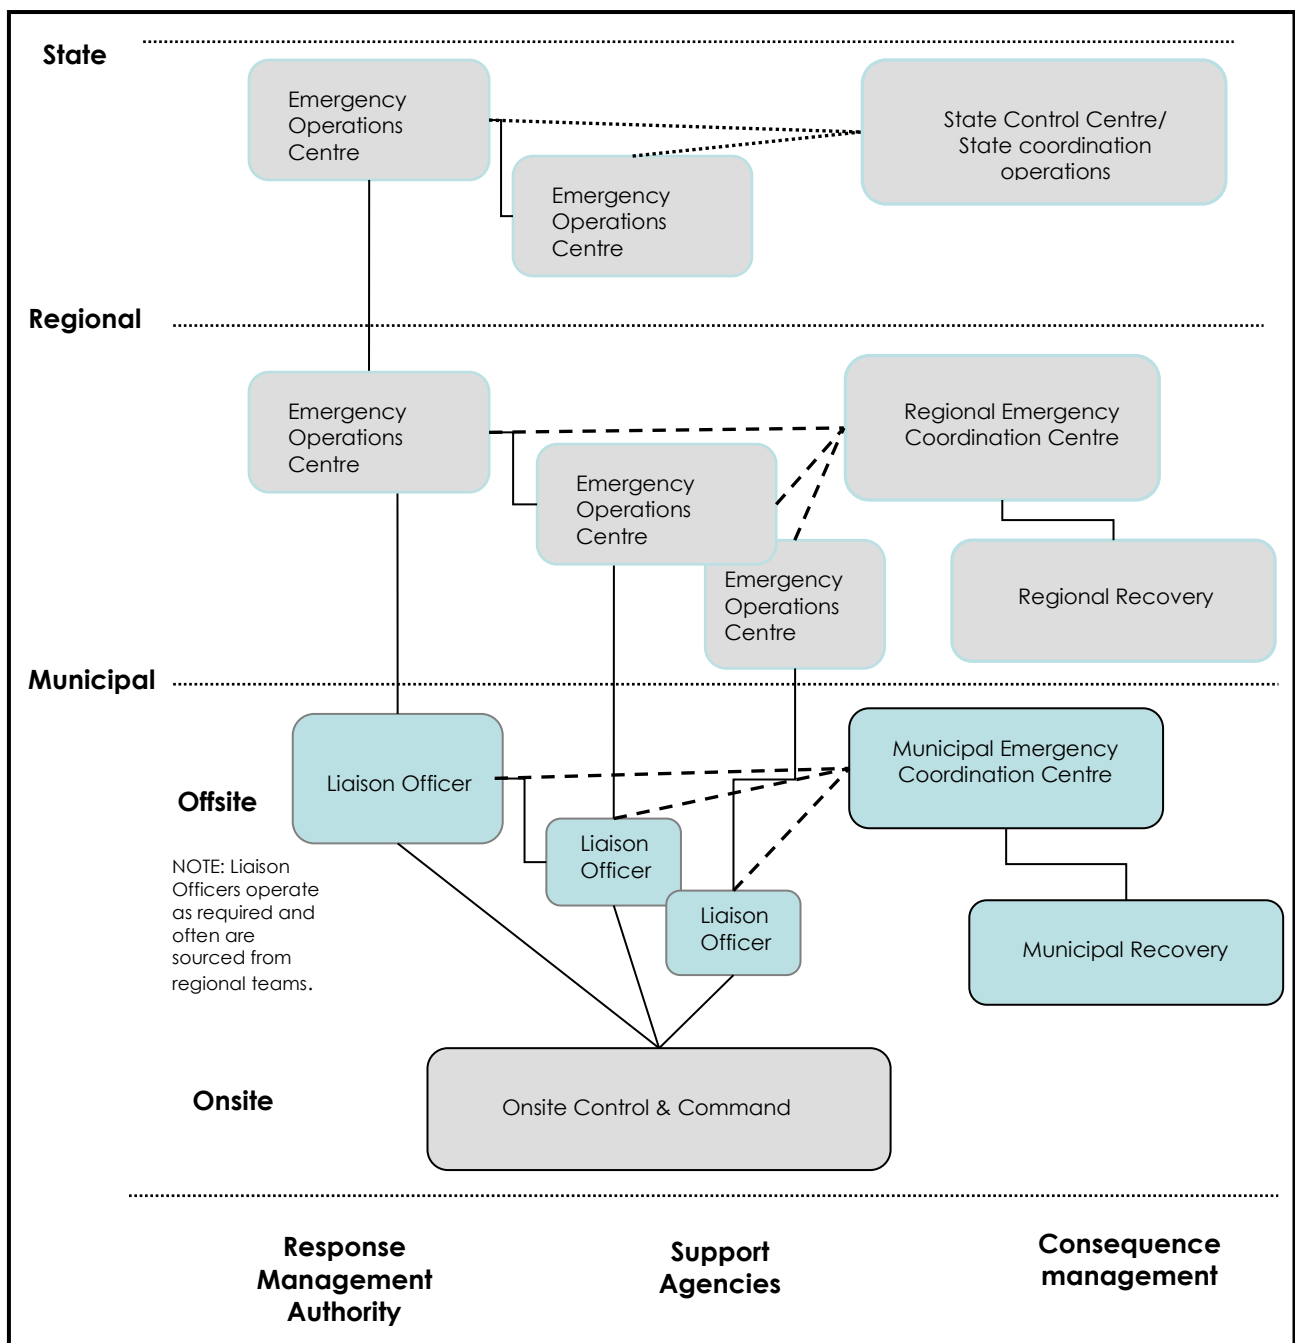 State
Emergency
Operations
Centre
State Control Centre/
State coordination
operations
Emergency
Operations
Centre
Regional
Emergency
Operations
Centre
Regional Emergency
Coordination Centre
Emergency
Operations
Centre
Emergency
Operations
Centre
Regional Recovery
Municipal
Liaison Officer
Municipal Emergency
Coordination Centre
Offsite
Liaison
Officer
NOTE: Liaison
Officers operate
as required and
often are
sourced from
regional teams.
Liaison
Officer
Municipal Recovery
Onsite
Onsite Control & Command
Response
Management
Authority
Support
Agencies
Consequence
management